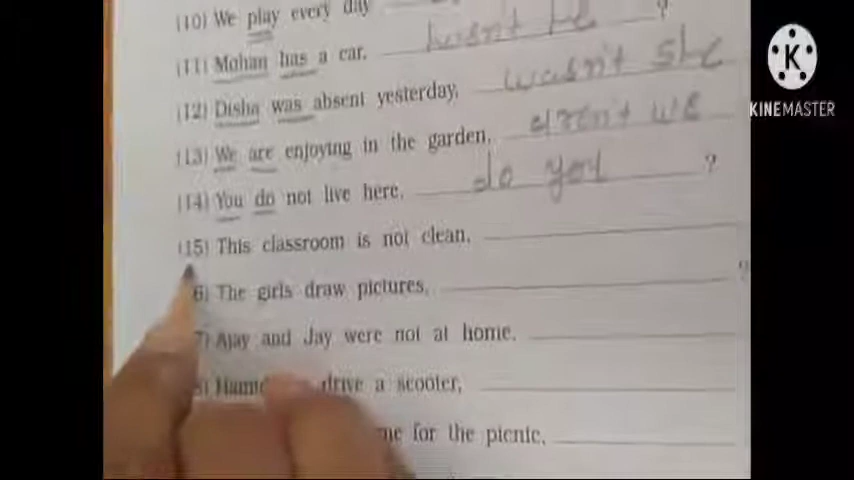 (10) We play every day
(11) Mohan has a car, hasn't he ?
(12) Disha was absent yesterday, wasn't she
(13) We are enjoying in the garden, aren't we
(14) You do not live here, do you ?
(15) This classroom is not clean,
6) The girls draw pictures, ?
7) Ajay and Jay were not at home,
drive a scooter,
for the picnic,
K
KINEMASTER